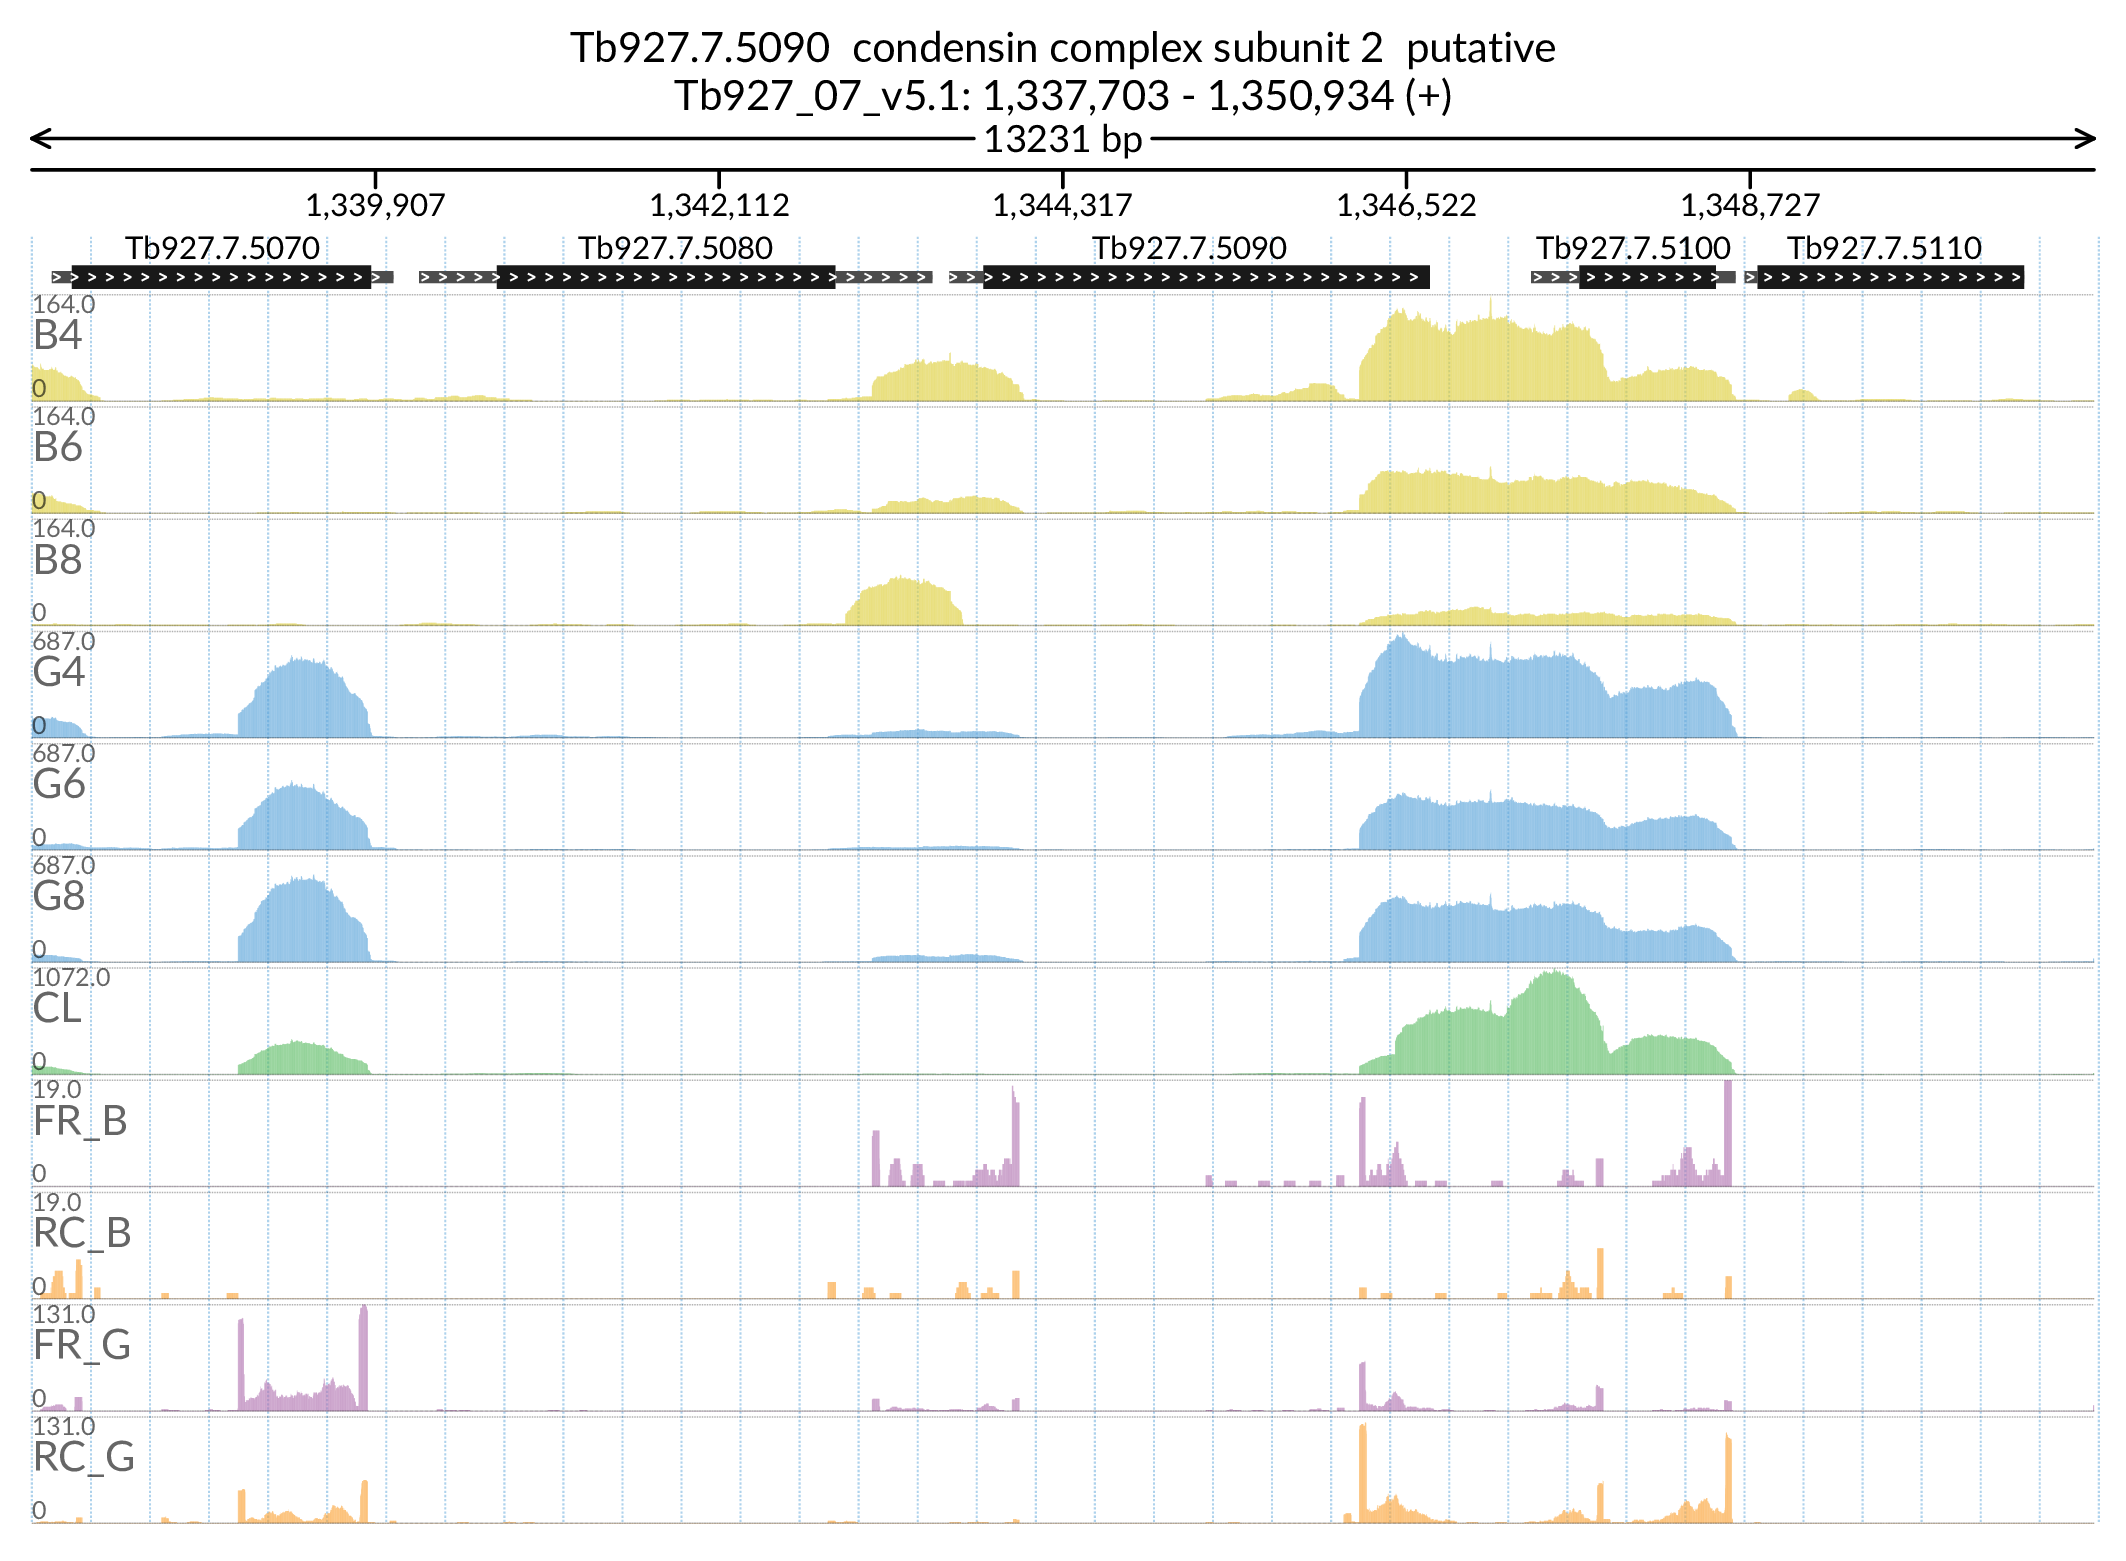 Tb927.7.5090  condensin complex subunit 2  putative
Tb927_07_v5.1: 1,337,703 - 1,350,934 (+)
13231 bp
1,339,907 1,342,112 1,344,317 1,346,522 1,348,727
Tb927.7.5070 Tb927.7.5080 Tb927.7.5090 Tb927.7.5100 Tb927.7.5110
164.0
B4
0
164.0
B6
0
164.0
B8
0
687.0
G4
0
687.0
G6
0
687.0
G8
0
1072.0
CL
0
19.0
FR_B
0
19.0
RC_B
0
131.0
FR_G
0
131.0
RC_G
0